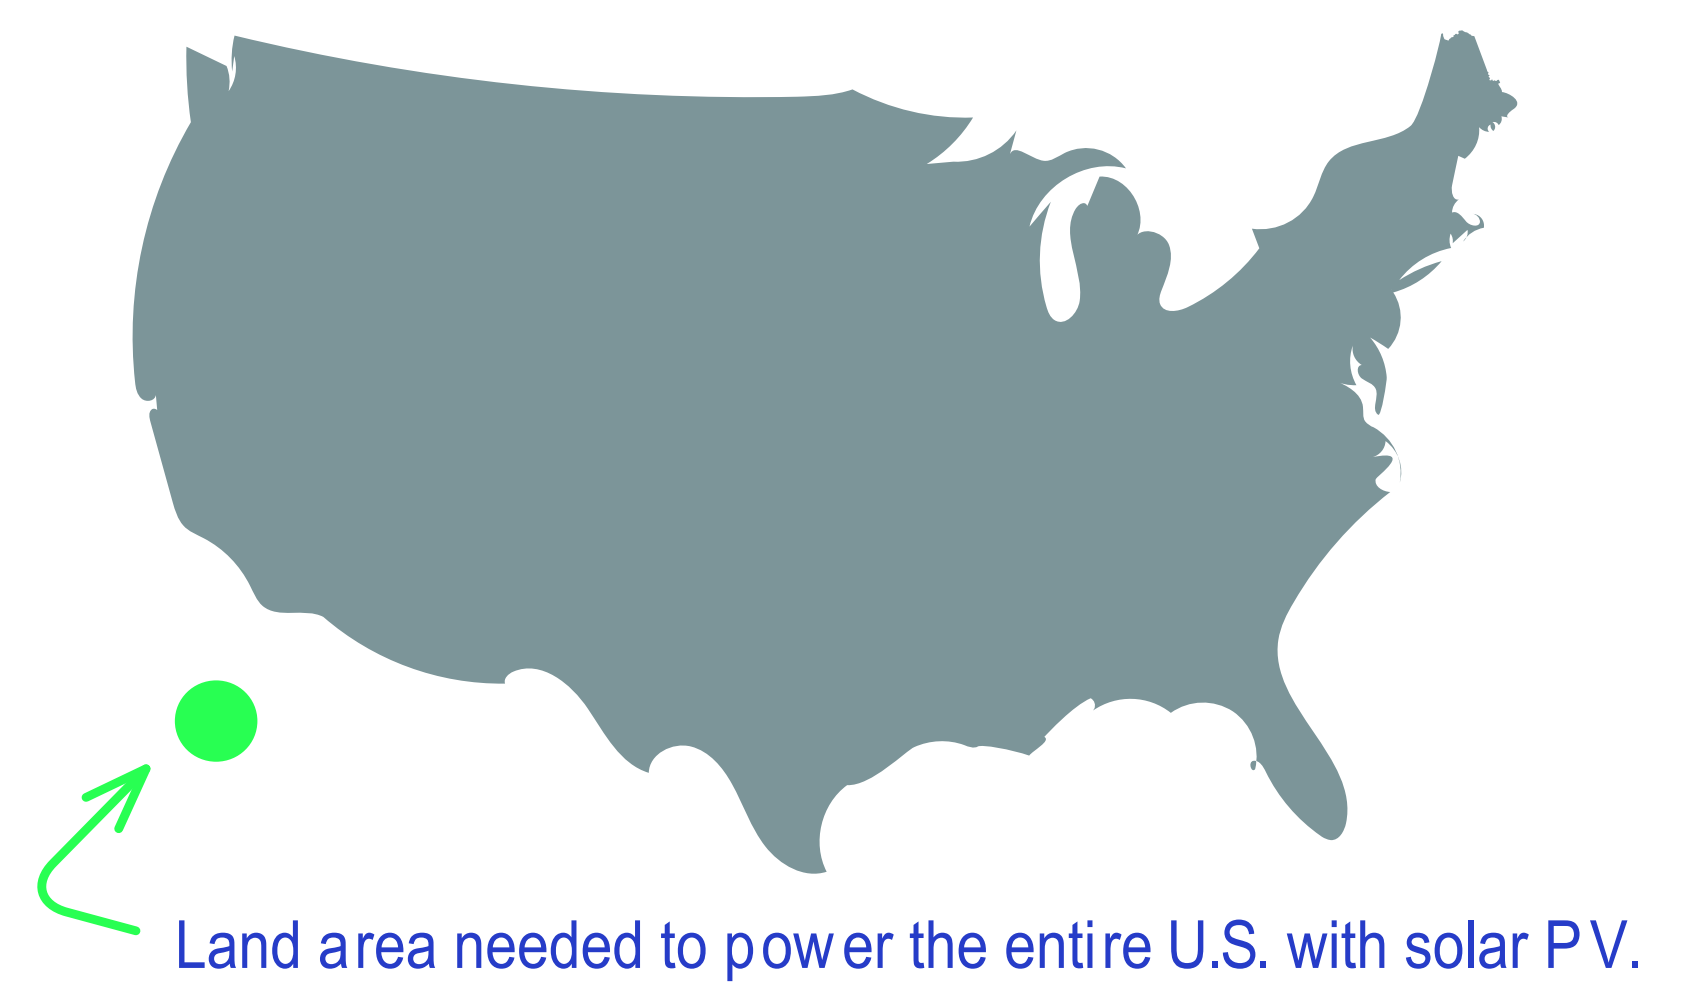 Land area needed to power the entire U.S. with solar PV.